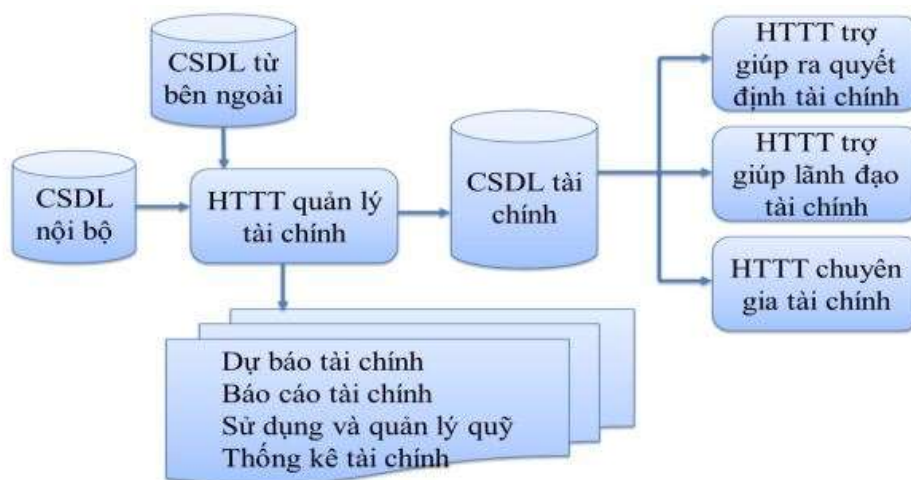 CSDL từ
bên ngoài
CSDL
nội bộ
HTTT quản lý
tài chính
CSDL tài
chính
HTTT trợ
giúp ra quyết
định tài chính
HTTT trợ
giúp lãnh đạo
tài chính
HTTT chuyên
gia tài chính
Dự báo tài chính
Báo cáo tài chính
Sử dụng và quản lý quỹ
Thống kê tài chính